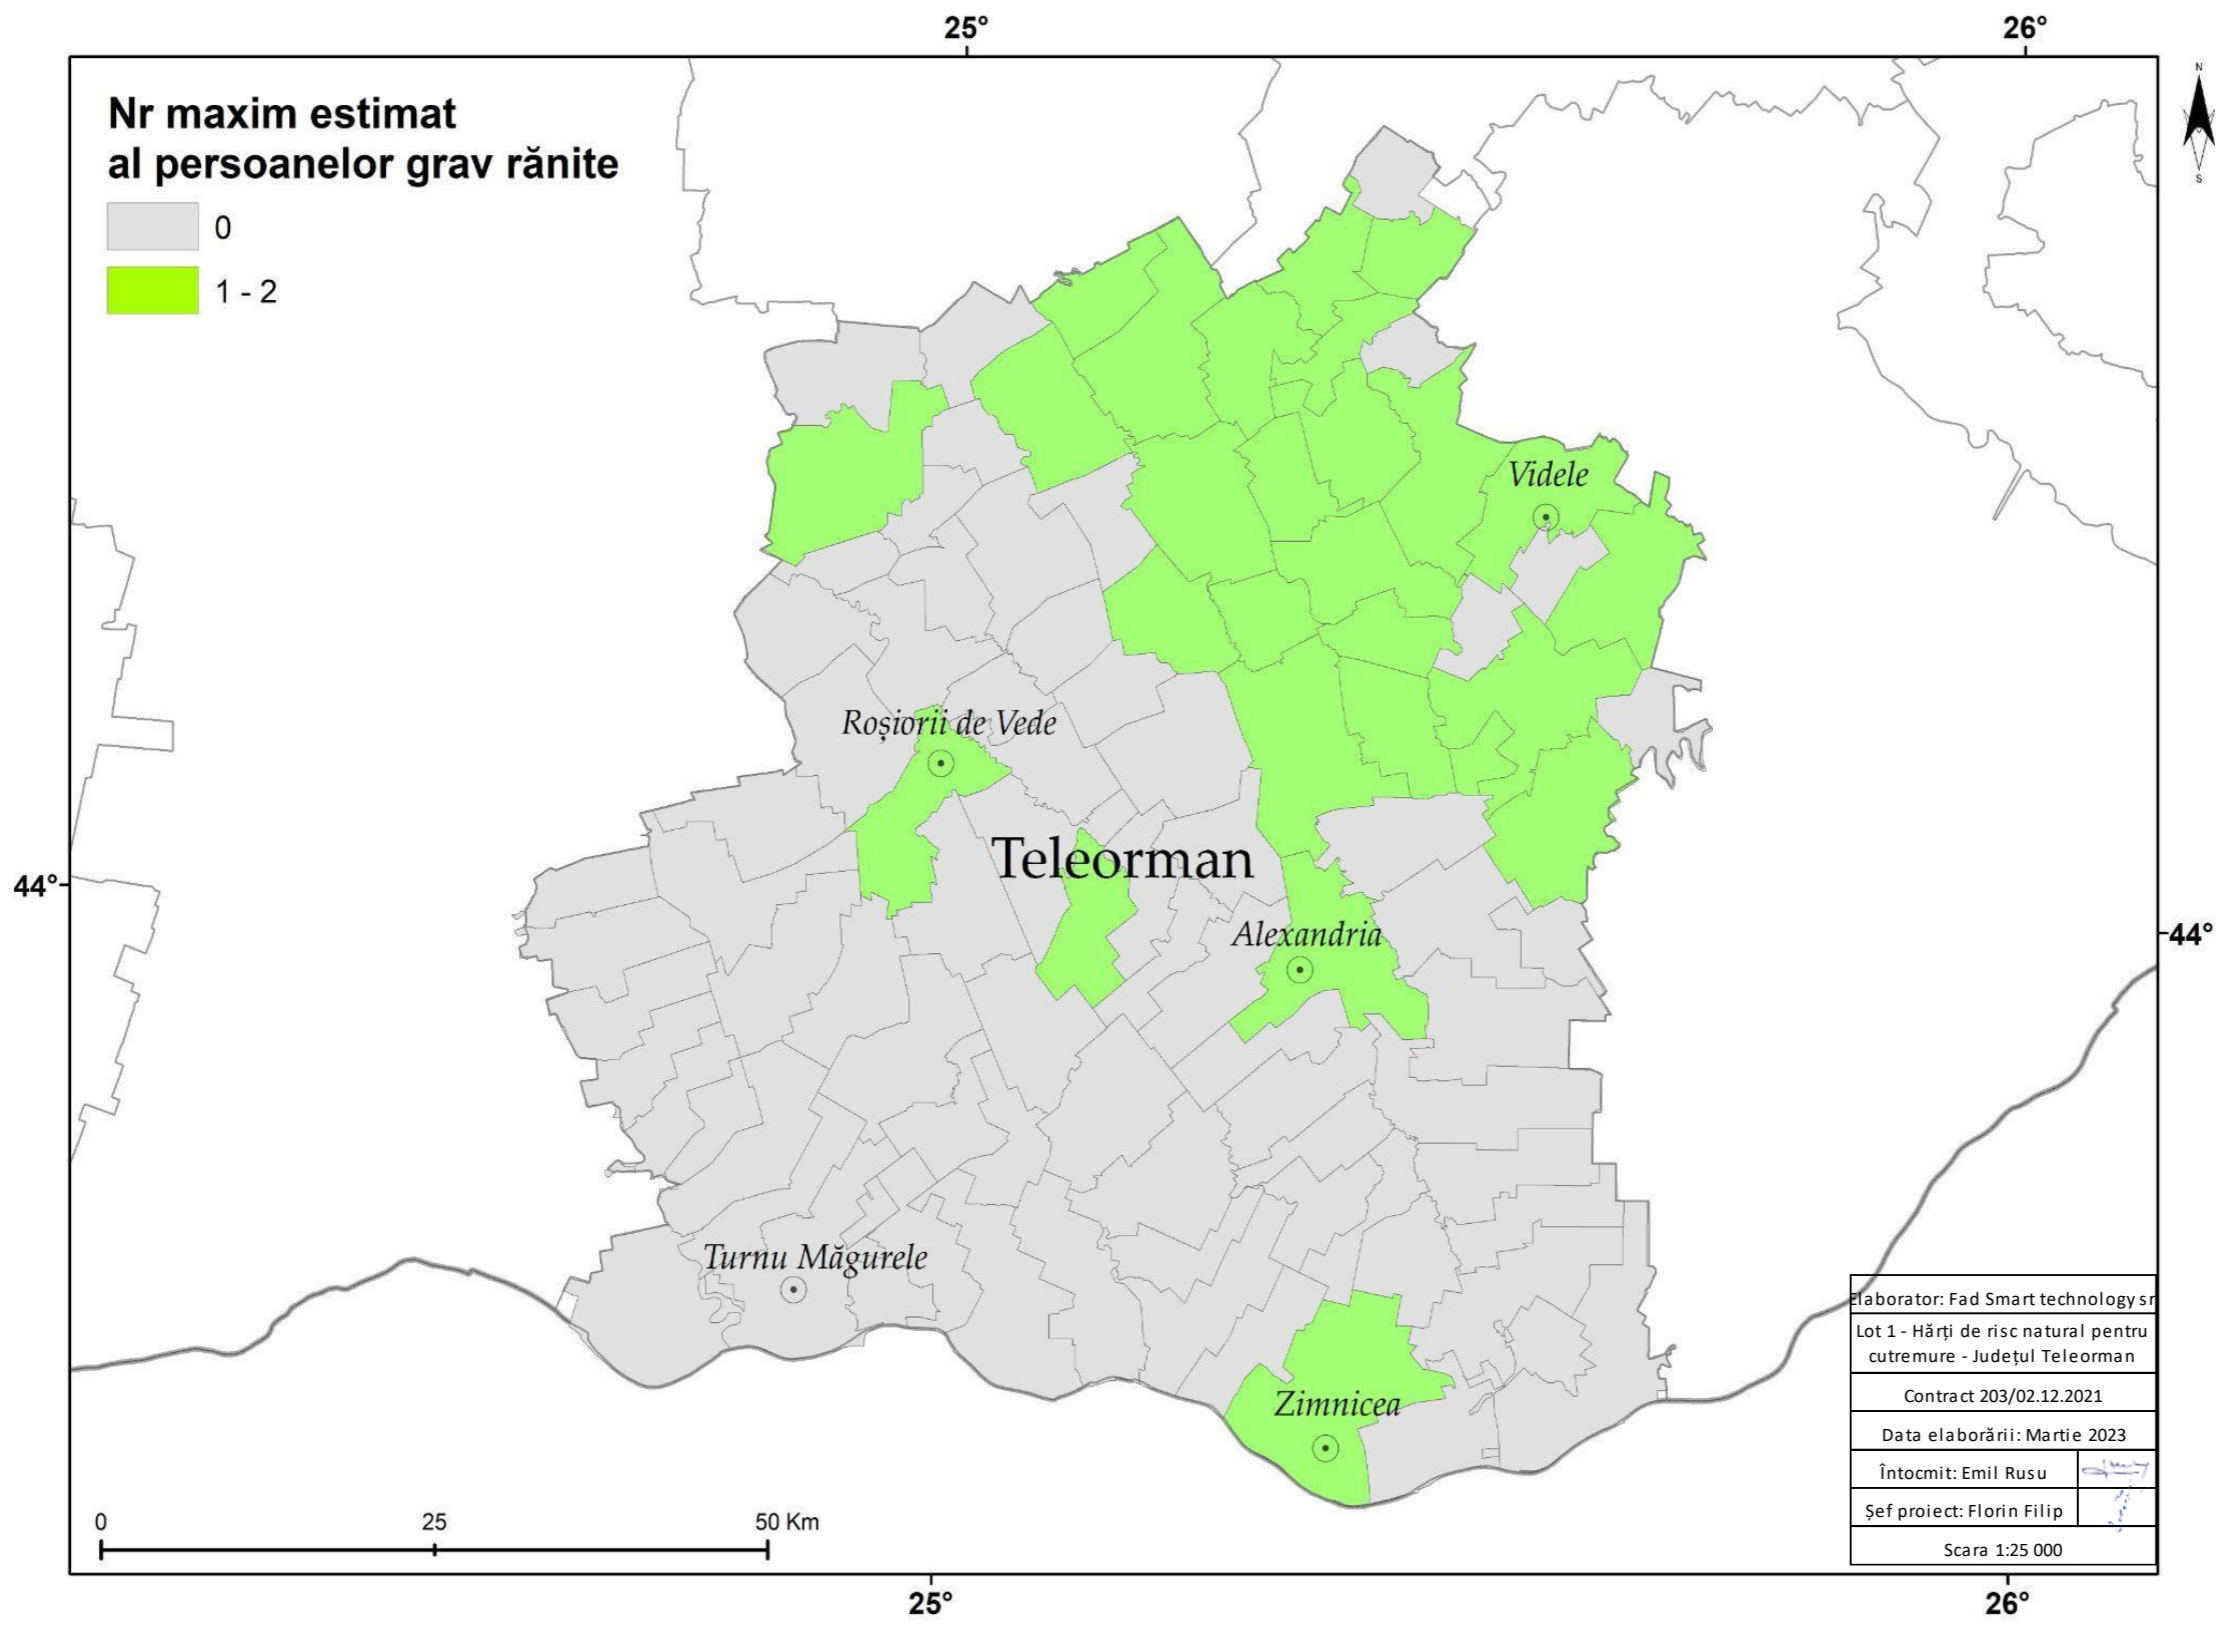 25°
26°
N
S
Nr maxim estimat
al persoanelor grav rănite
0
1 - 2
Videle
Roșiorii de Vede
Teleorman
44°
Alexandria
44°
Turnu Măgurele
Zimnicea
Elaborator: Fad Smart technology sr
Lot 1 - Hărți de risc natural pentru
cutremure - Județul Teleorman
Contract 203/02.12.2021
Data elaborării: Martie 2023
Întocmit: Emil Rusu
Șef proiect: Florin Filip
Scara 1:25 000
0 25 50 Km
25°
26°